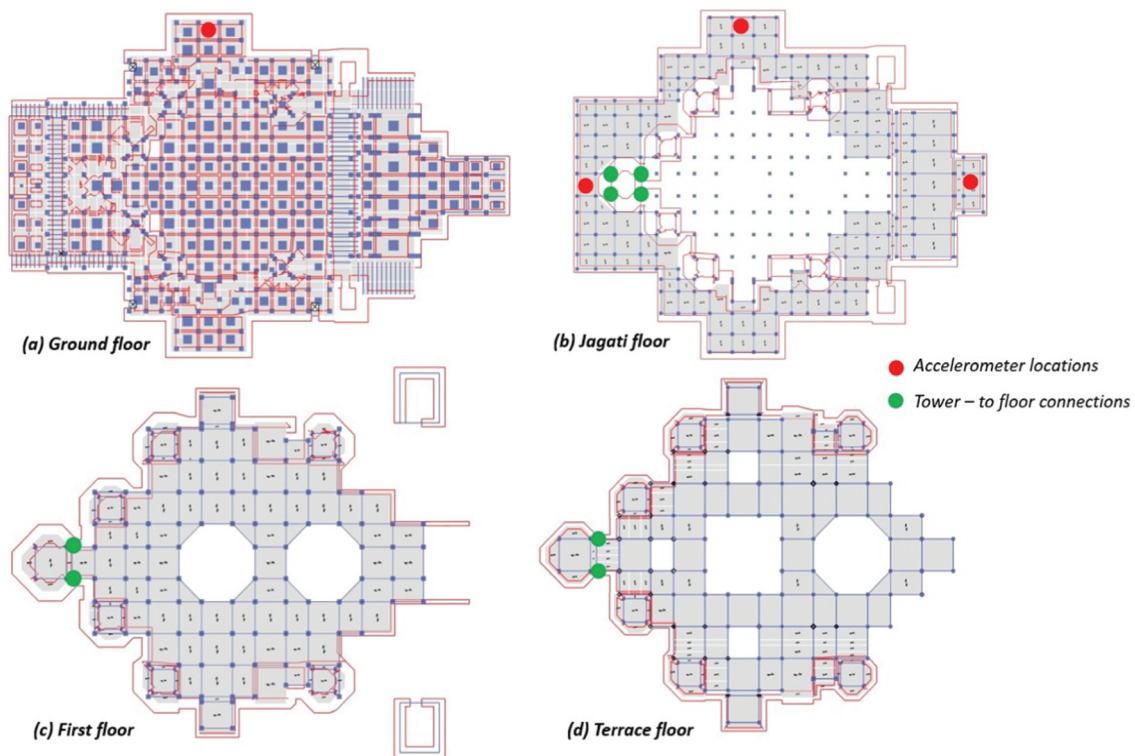 (a) Ground floor
(b) Jagati floor
Accelerometer locations
Tower – to floor connections
(c) First floor
(d) Terrace floor